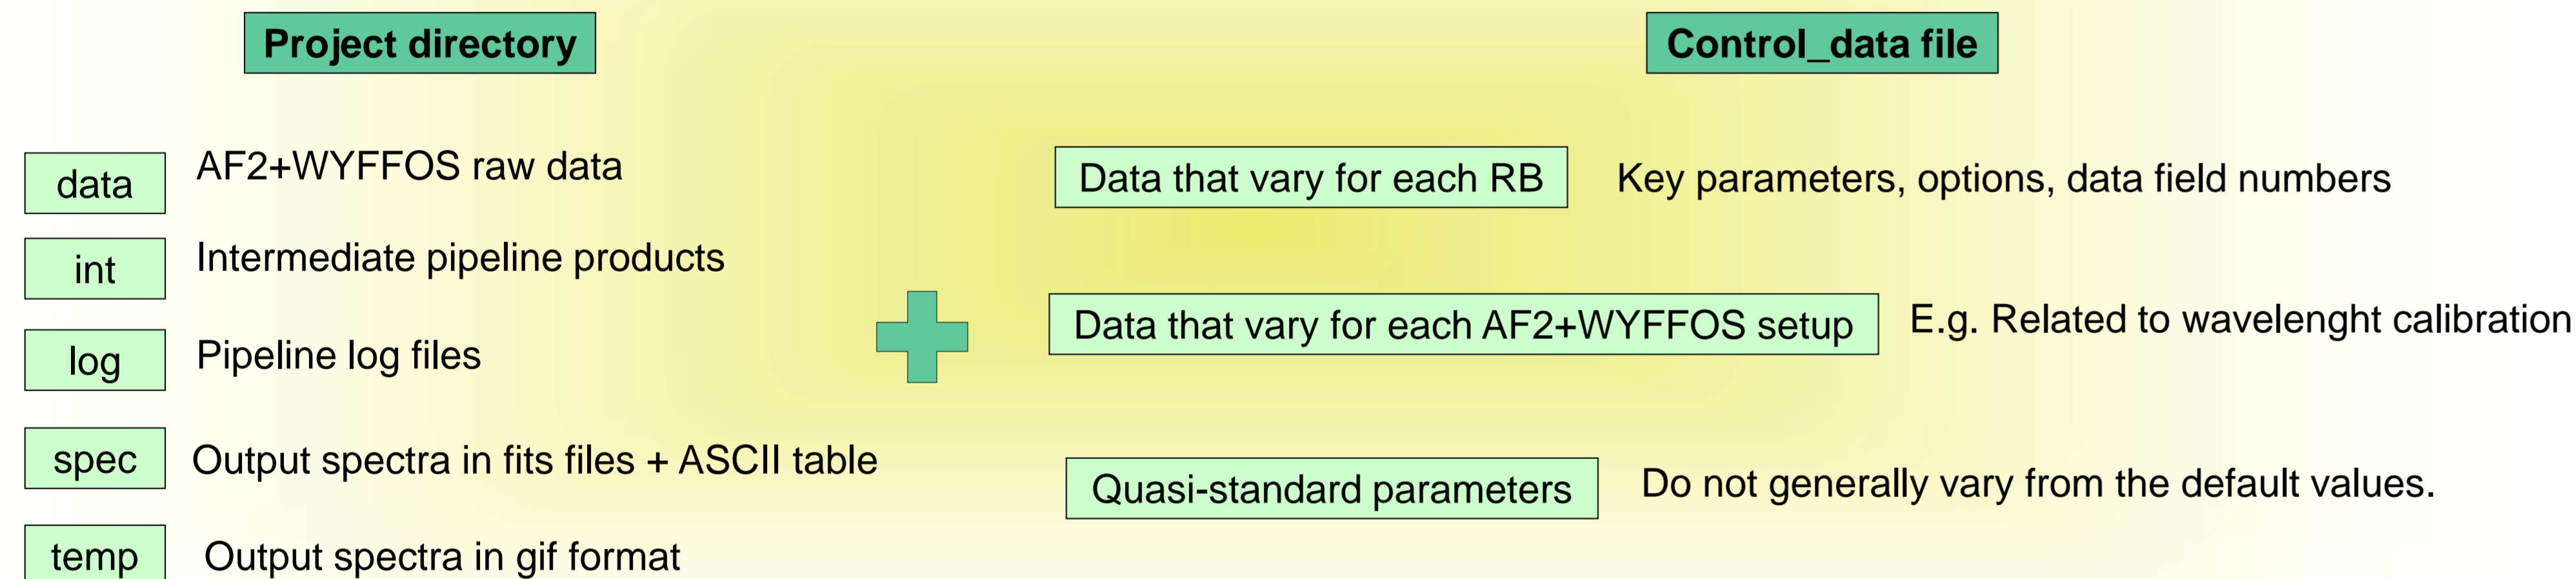 Project directory
data
AF2+WYFFOS raw data
int
Intermediate pipeline products
log
Pipeline log files
spec
Output spectra in fits files + ASCII table
temp
Output spectra in gif format
Control_data file
Data that vary for each RB
Key parameters, options, data field numbers
Data that vary for each AF2+WYFFOS setup
E.g. Related to wavelenght calibration
Quasi-standard parameters
Do not generally vary from the default values.